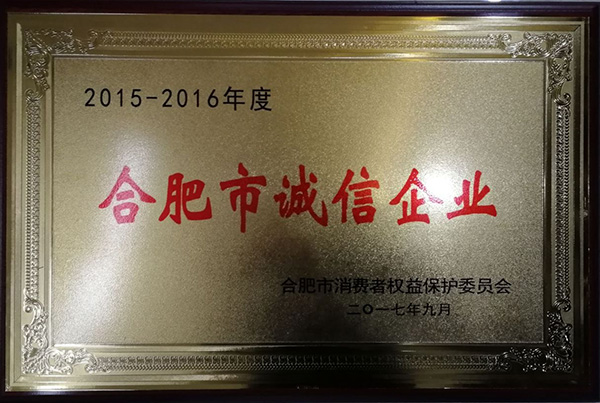 2015-2016年度
合肥市诚信企业
合肥市消费者权益保护委员会
二〇一七年九月